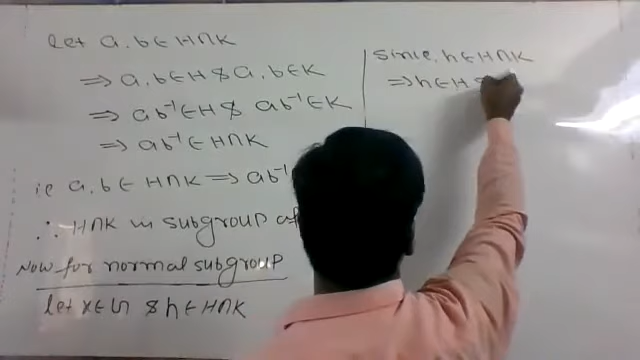 let a, b ∈ H∩K
⇒ a, b ∈ H & a, b ∈ K
⇒ ab⁻¹ ∈ H & ab⁻¹ ∈ K
⇒ ab⁻¹ ∈ H∩K
ie a, b ∈ H∩K ⇒ ab⁻¹
∴ H∩K is subgroup of
Now for normal subgroup
let x ∈ G & h ∈ H∩K
since, h ∈ H∩K
⇒ h ∈ H &